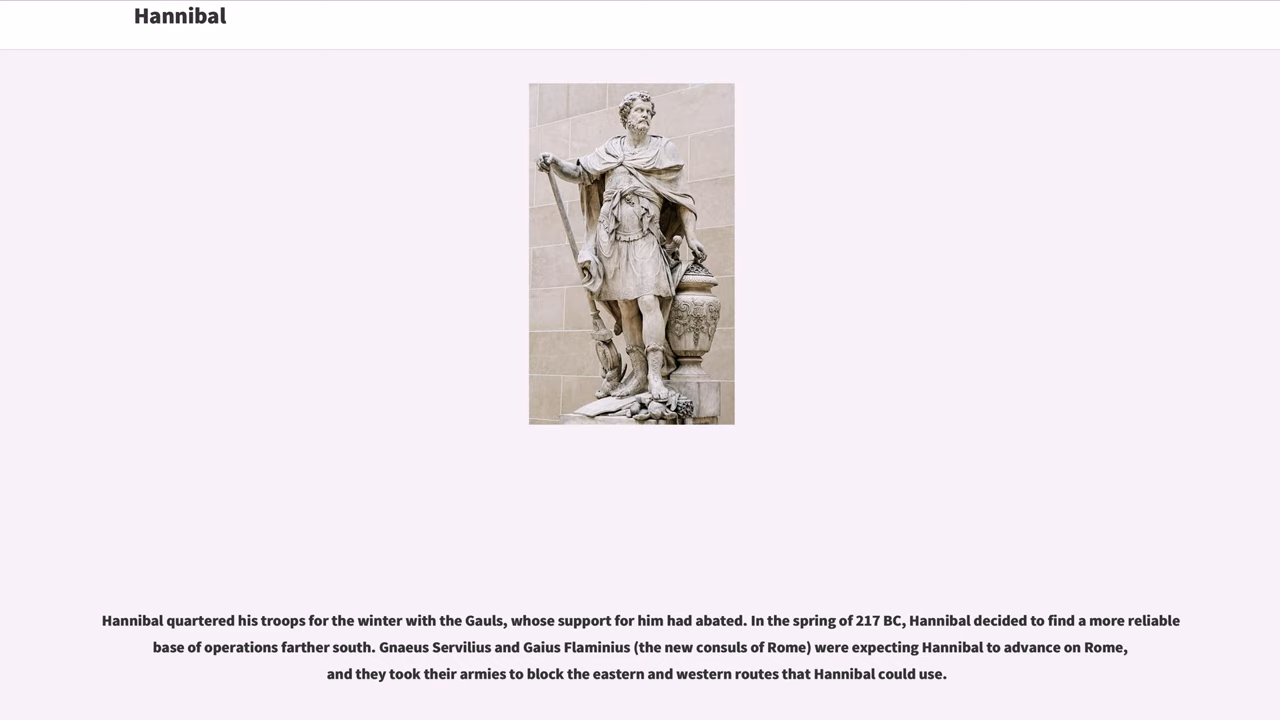 Hannibal
Hannibal quartered his troops for the winter with the Gauls, whose support for him had abated. In the spring of 217 BC, Hannibal decided to find a more reliable
base of operations farther south. Gnaeus Servilius and Gaius Flaminius (the new consuls of Rome) were expecting Hannibal to advance on Rome,
and they took their armies to block the eastern and western routes that Hannibal could use.